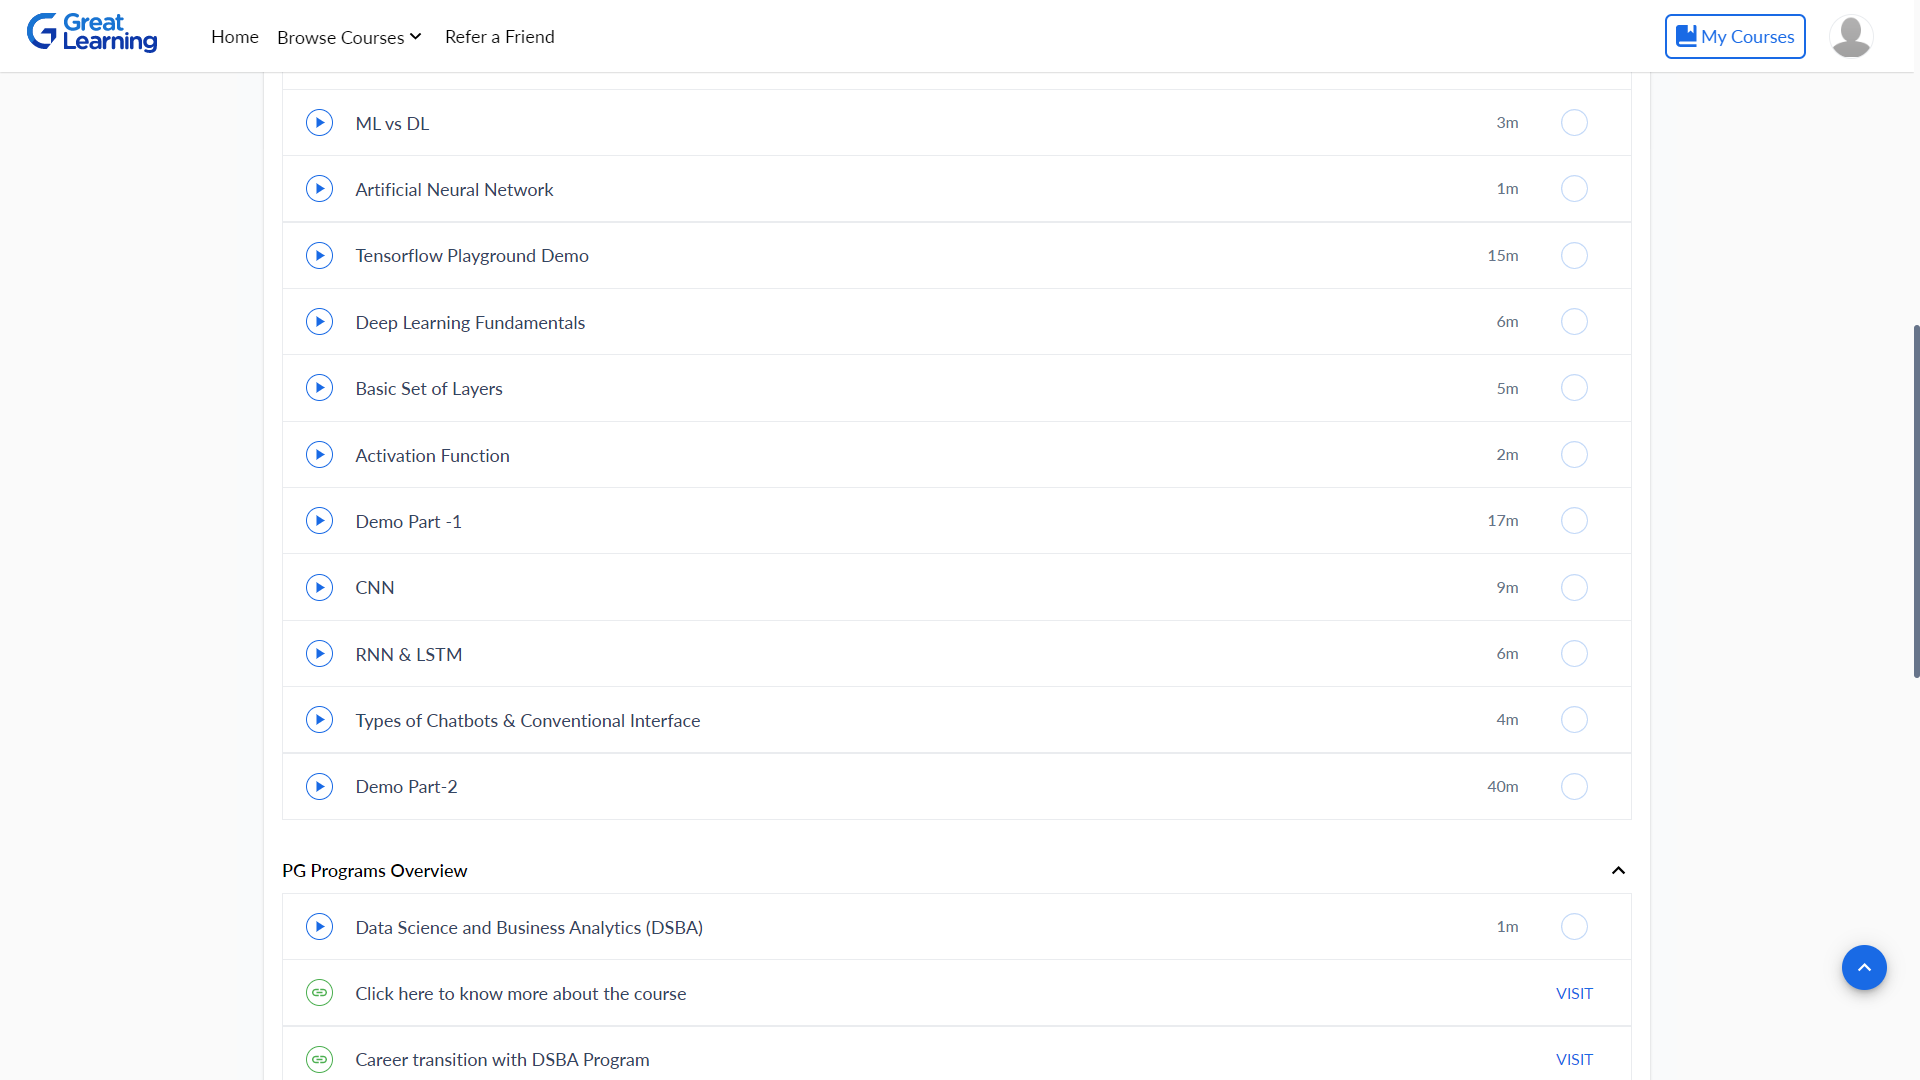 Great
Learning
Home
Browse Courses
Refer a Friend
My Courses
ML vs DL
3m
Artificial Neural Network
1m
Tensorflow Playground Demo
15m
Deep Learning Fundamentals
6m
Basic Set of Layers
5m
Activation Function
2m
Demo Part -1
17m
CNN
9m
RNN & LSTM
6m
Types of Chatbots & Conventional Interface
4m
Demo Part-2
40m
PG Programs Overview
Data Science and Business Analytics (DSBA)
1m
Click here to know more about the course
VISIT
Career transition with DSBA Program
VISIT